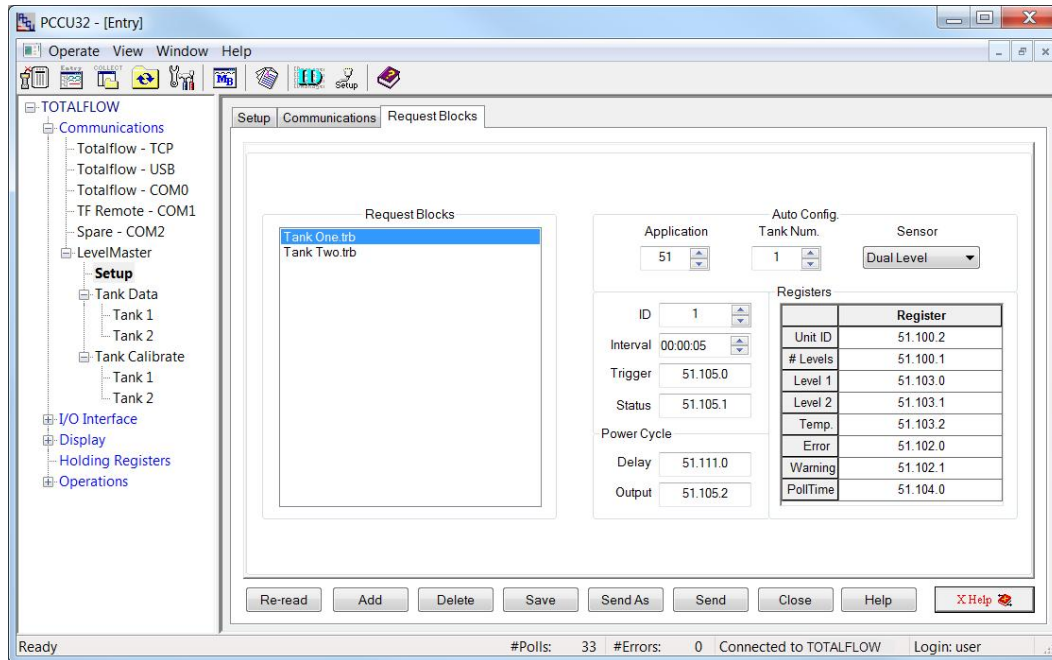 PCCU32 - [Entry]
Operate View Window Help
Entry
COLLECT
MB
Setup
TOTALFLOW
Communications
Totalflow - TCP
Totalflow - USB
Totalflow - COM0
TF Remote - COM1
Spare - COM2
LevelMaster
Setup
Tank Data
Tank 1
Tank 2
Tank Calibrate
Tank 1
Tank 2
I/O Interface
Display
Holding Registers
Operations
Setup Communications Request Blocks
Request Blocks
Tank One.trb
Tank Two.trb
Auto Config.
Application Tank Num. Sensor
51 1 Dual Level
ID 1
Interval 00:00:05
Trigger 51.105.0
Status 51.105.1
Power Cycle
Delay 51.111.0
Output 51.105.2
Registers
Register
Unit ID 51.100.2
# Levels 51.100.1
Level 1 51.103.0
Level 2 51.103.1
Temp. 51.103.2
Error 51.102.0
Warning 51.102.1
PollTime 51.104.0
Re-read Add Delete Save Send As Send Close Help X Help
Ready #Polls: 33 #Errors: 0 Connected to TOTALFLOW Login: user